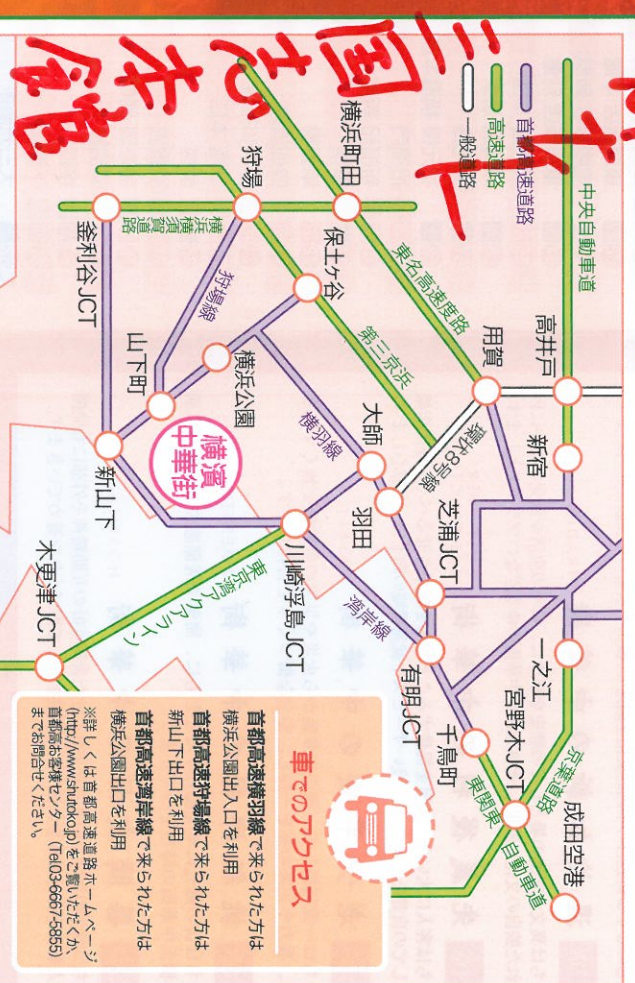 三国志
本館
首都高速道路
高速道路
一般道路
中央自動車道
高井戸
新宿
用賀
環状8号線
東名高速度路
横浜町田
狩場
保土ヶ谷
第三京浜
横浜横須賀道路
釜利谷JCT
狩場線
山下町
横浜公園
横羽線
大師
羽田
芝浦JCT
横濱
中華街
新山下
川崎浮島JCT
湾岸線
有明JCT
一之江
京葉道路
宮野木JCT
千鳥町
東関東自動車道
成田空港
東京湾アクアライン
木更津JCT
車でのアクセス
首都高速横羽線で来られた方は
横浜公園出入口を利用
首都高速狩場線で来られた方は
新山下出口を利用
首都高速湾岸線で来られた方は
横浜公園出口を利用
※詳しくは首都高速道路ホームページ
(http://www.shutoko.jp)をご覧いただくか、
首都高お客様センター（Tel.03-6667-5855)
までお問合せください。